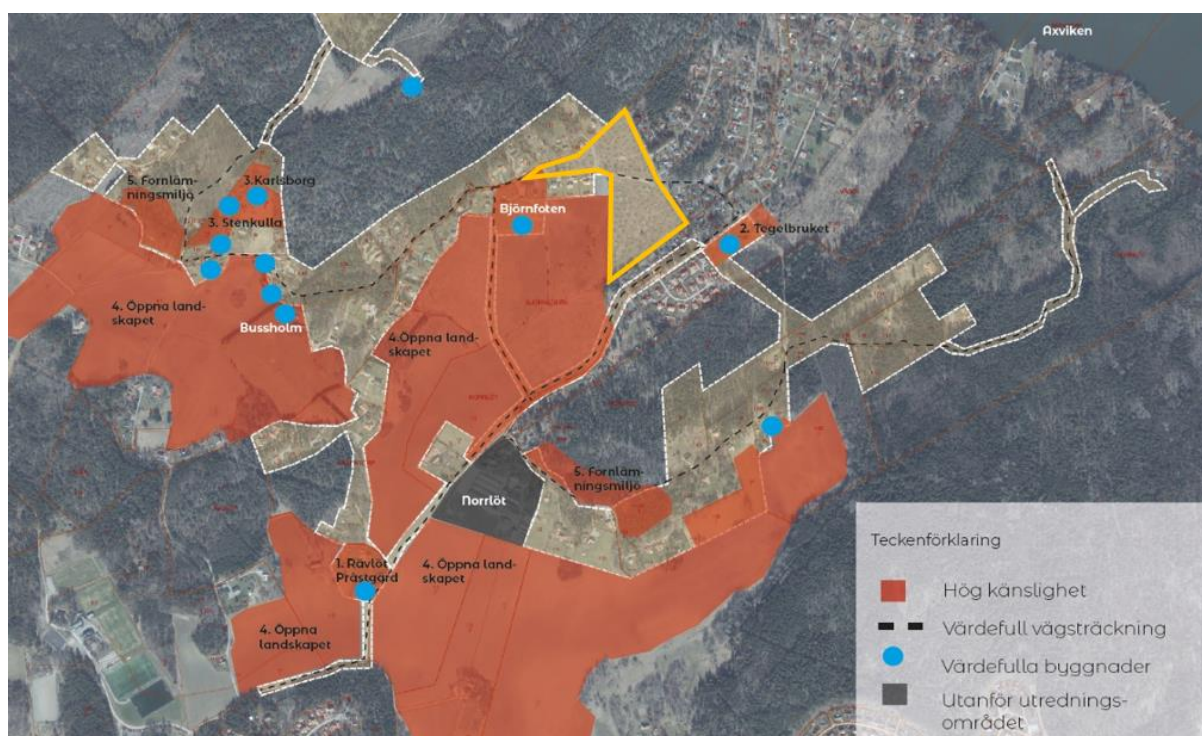 Axviken
5. Fornläm-
ningsmiljö
3.Karlsborg
3. Stenkulla
Björnfoten
2. Tegelbruket
4. Öppna land-
skapet
Bussholm
4.Öppna land-
skapet
5. Fornläm-
ningsmiljö
Norrlöt
1. Rävlöt
Prästgård
4. Öppna land-
skapet
4. Öppna
landskapet
Teckenförklaring
Hög känslighet
Värdefull vägsträckning
Värdefulla byggnader
Utanför utrednings-
området